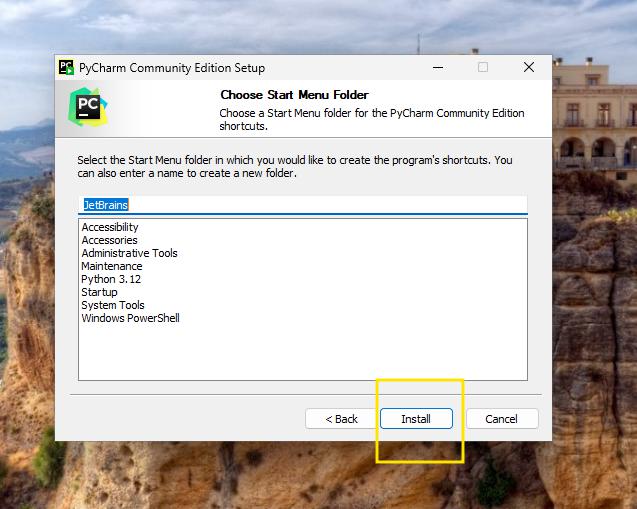 PyCharm Community Edition Setup
PC
Choose Start Menu Folder
Choose a Start Menu folder for the PyCharm Community Edition
shortcuts.
Select the Start Menu folder in which you would like to create the program's shortcuts. You
can also enter a name to create a new folder.
JetBrains
Accessibility
Accessories
Administrative Tools
Maintenance
Python 3.12
Startup
System Tools
Windows PowerShell
< Back
Install
Cancel